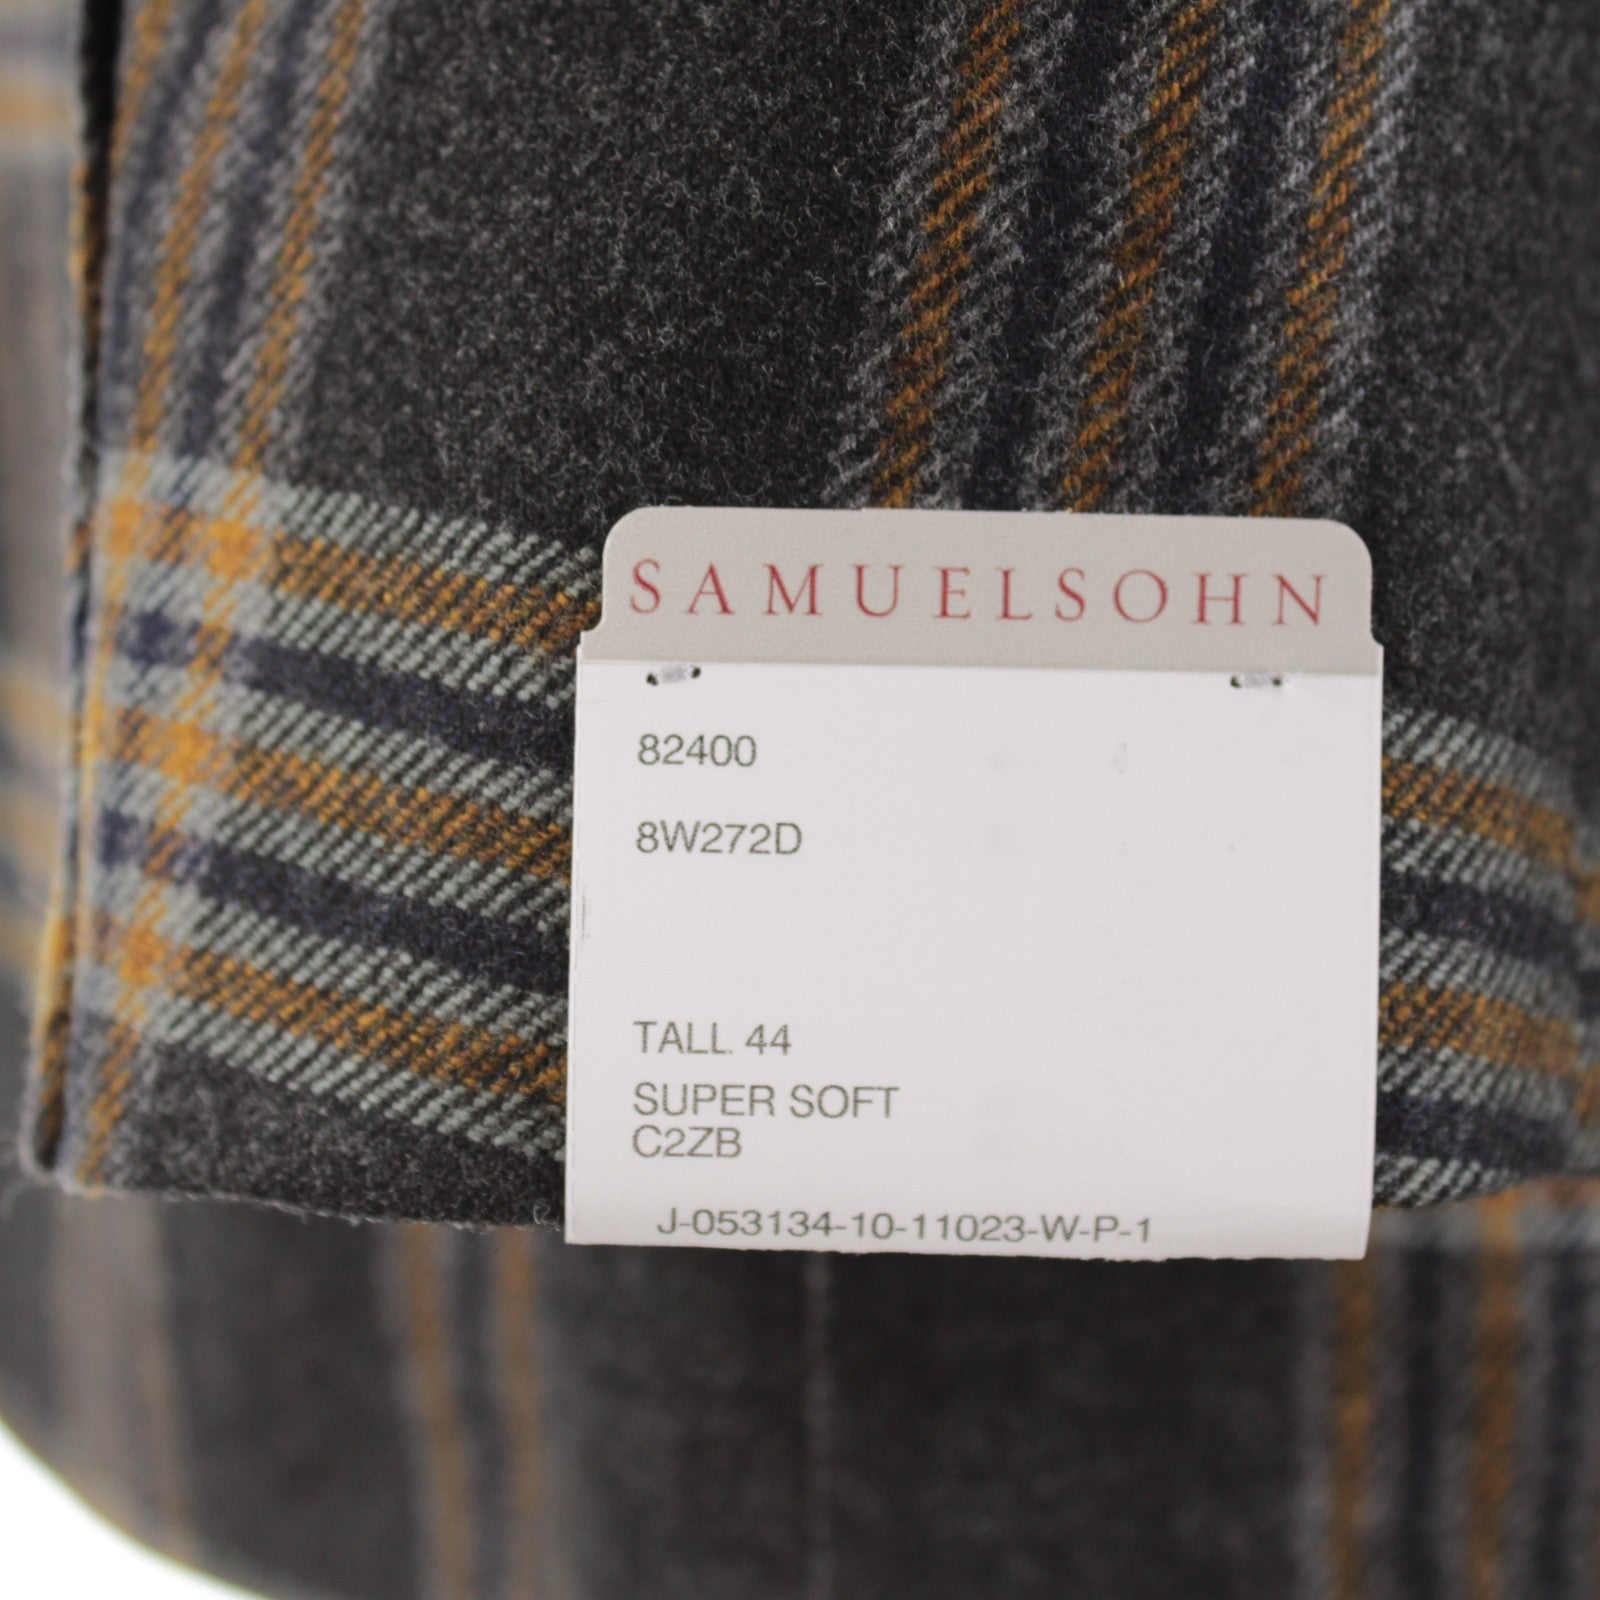 SAMUELSOHN
82400
8W272D
TALL 44
SUPER SOFT
C2ZB
J-053134-10-11023-W-P-1